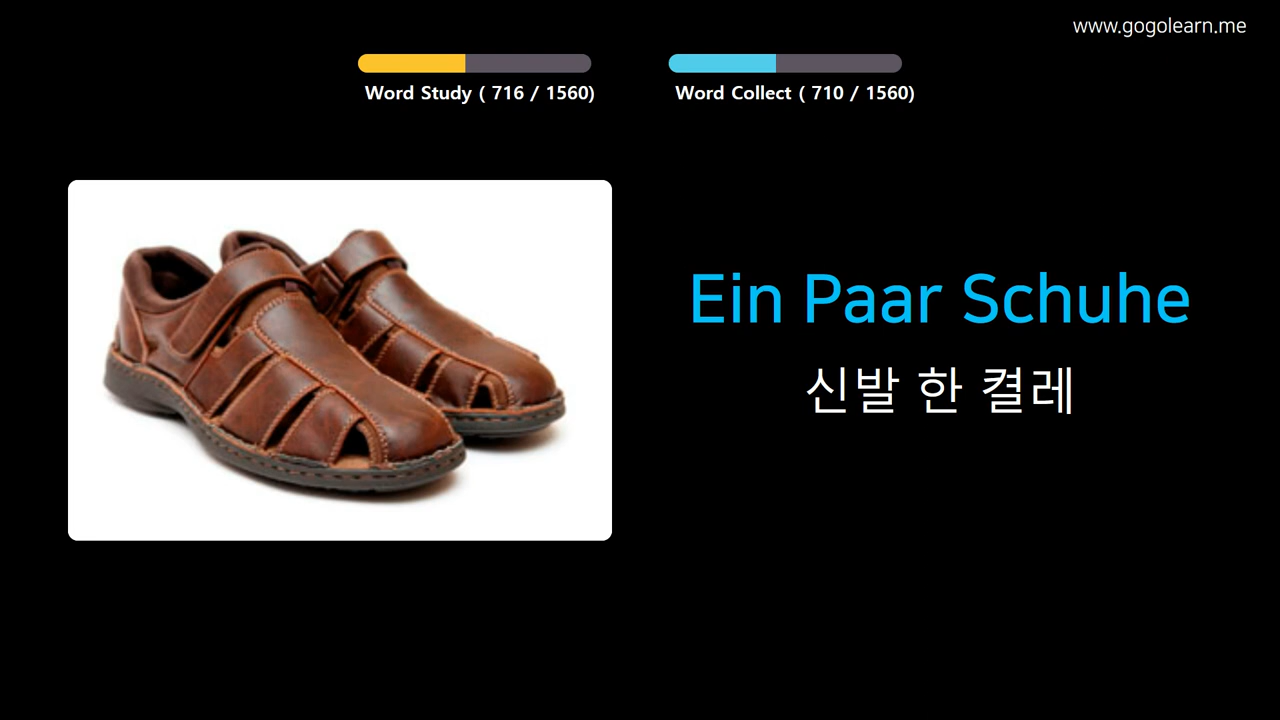 www.gogolearn.me
Word Study ( 716 / 1560)
Word Collect ( 710 / 1560)
Ein Paar Schuhe
신발 한 켤레